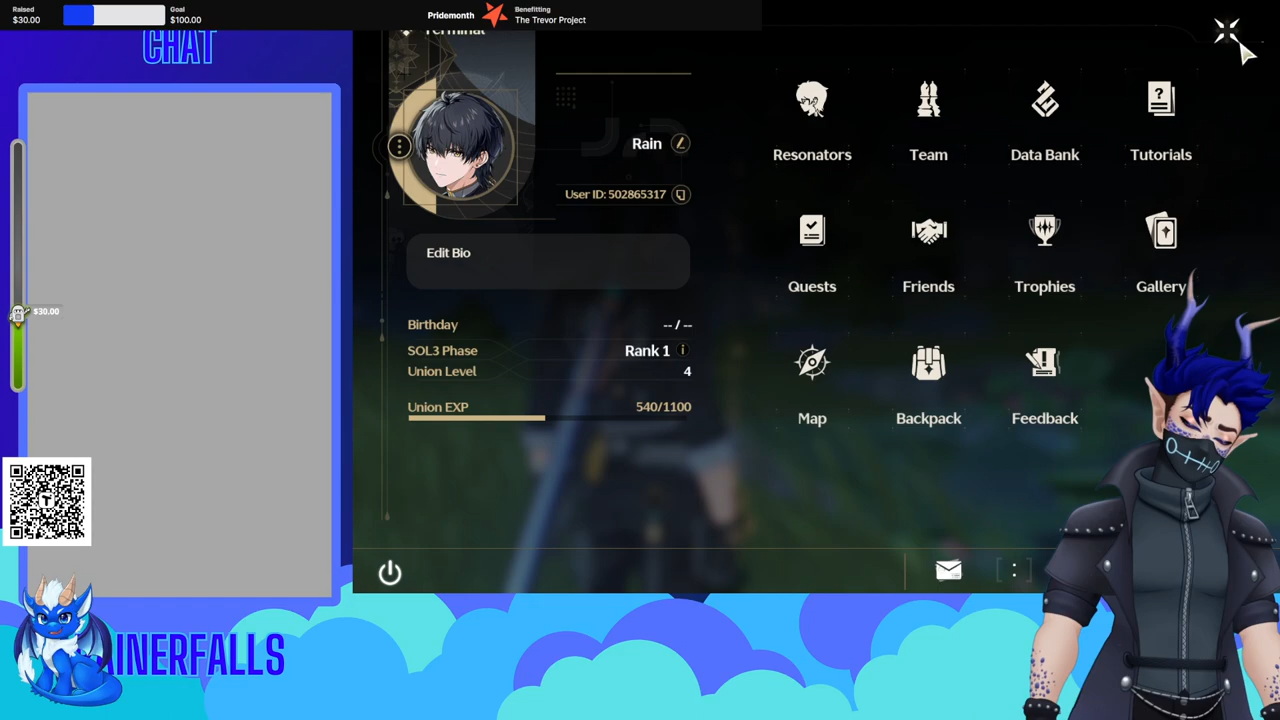 Raised
$30.00
Goal
$100.00
Pridemonth
Benefitting
The Trevor Project
CHAT
Terminal
Rain
User ID: 502865317
Edit Bio
Birthday
-- / --
SOL3 Phase
Rank 1
Union Level
4
Union EXP
540/1100
Resonators
Team
Data Bank
Tutorials
Quests
Friends
Trophies
Gallery
Map
Backpack
Feedback
$30.00
T
INERFALLS